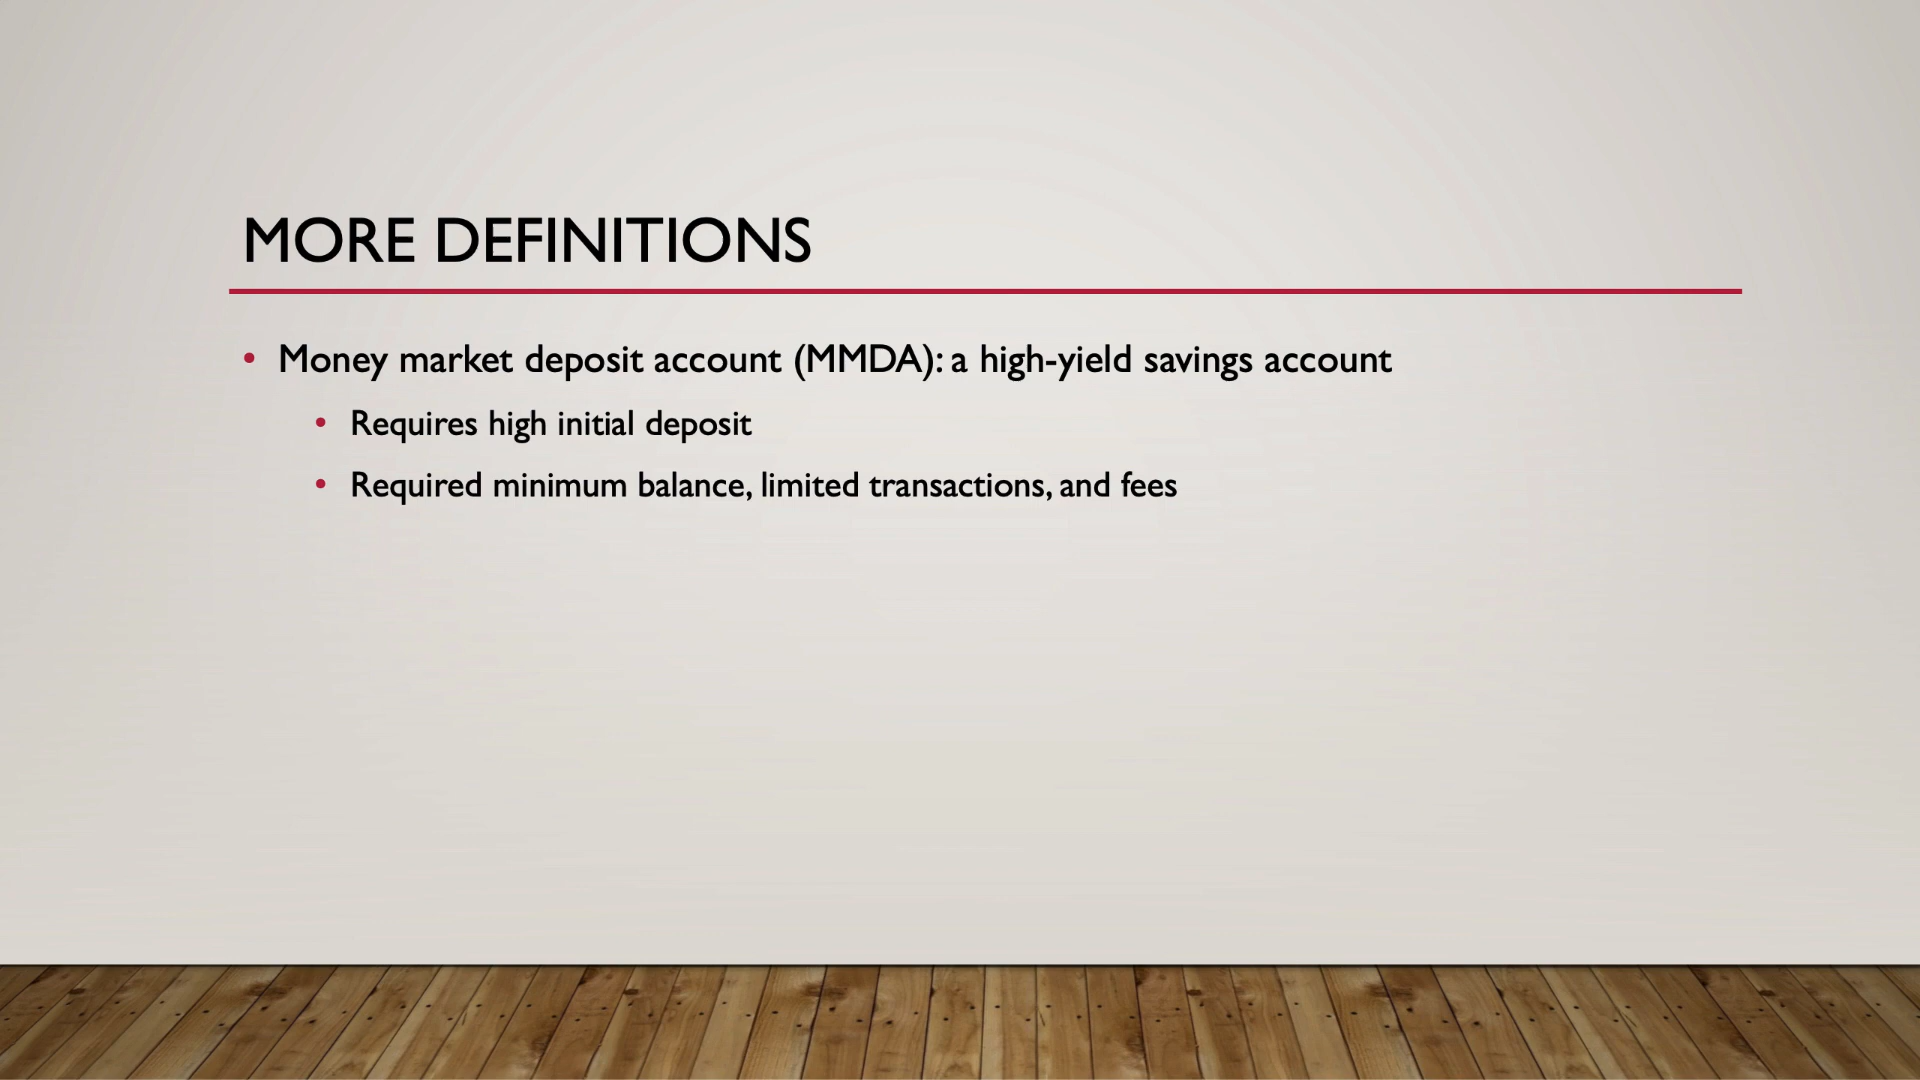 MORE DEFINITIONS
• Money market deposit account (MMDA): a high-yield savings account
• Requires high initial deposit
• Required minimum balance, limited transactions, and fees